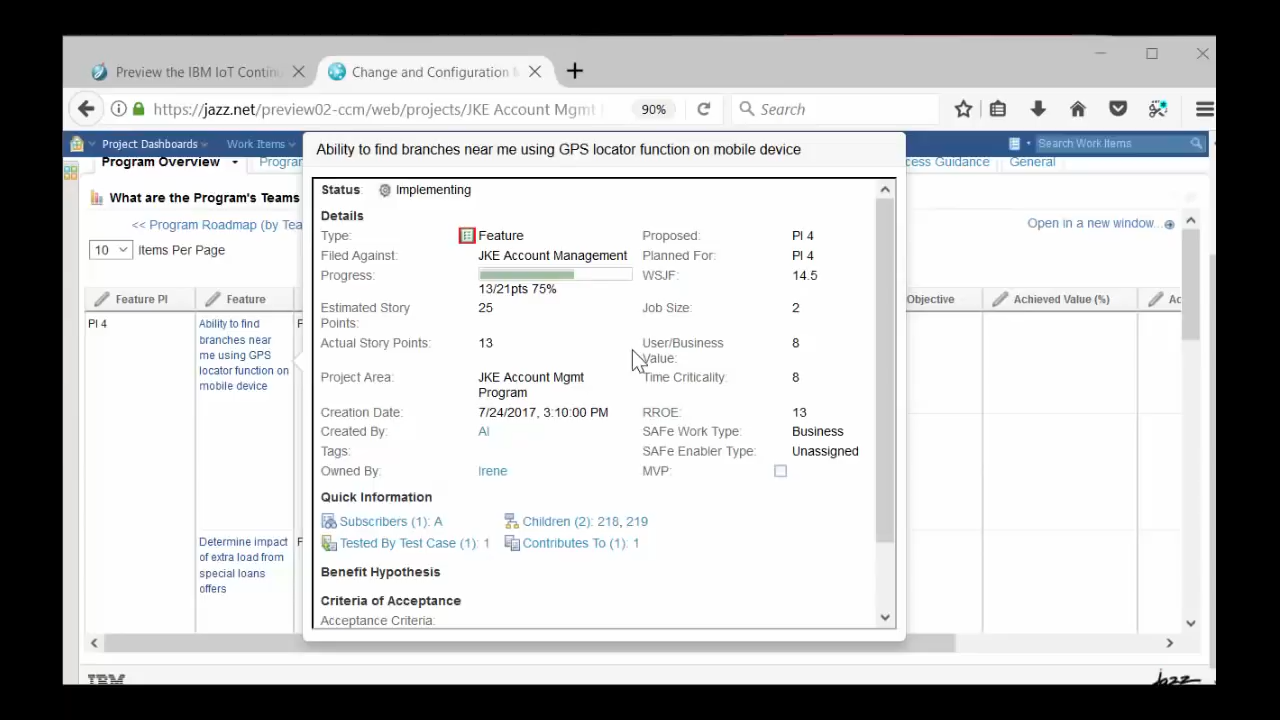 Preview the IBM IoT Contin
Change and Configuration
https://jazz.net/preview02-ccm/web/projects/JKE Account Mgmt
90%
Search
Project Dashboards
Work Items
Search Work Items
Program Overview
Program
cess Guidance
General
What are the Program's Teams
<< Program Roadmap (by Tea
Open in a new window...
10
Items Per Page
Feature PI
Feature
Objective
Achieved Value (%)
Ac
PI 4
Ability to find
branches near
me using GPS
locator function on
mobile device
Determine impact
of extra load from
special loans
offers
Ability to find branches near me using GPS locator function on mobile device
Status
Implementing
Details
Type:
Feature
Proposed:
PI 4
Filed Against:
JKE Account Management
Planned For:
PI 4
Progress:
13/21pts 75%
WSJF:
14.5
Estimated Story
Points:
25
Job Size:
2
Actual Story Points:
13
User/Business
Value:
8
Project Area:
JKE Account Mgmt
Program
Time Criticality:
8
Creation Date:
7/24/2017, 3:10:00 PM
RROE:
13
Created By:
Al
SAFe Work Type:
Business
Tags:
SAFe Enabler Type:
Unassigned
Owned By:
Irene
MVP:
Quick Information
Subscribers (1): A
Children (2): 218, 219
Tested By Test Case (1): 1
Contributes To (1): 1
Benefit Hypothesis
Criteria of Acceptance
Acceptance Criteria:
IBM
jazz